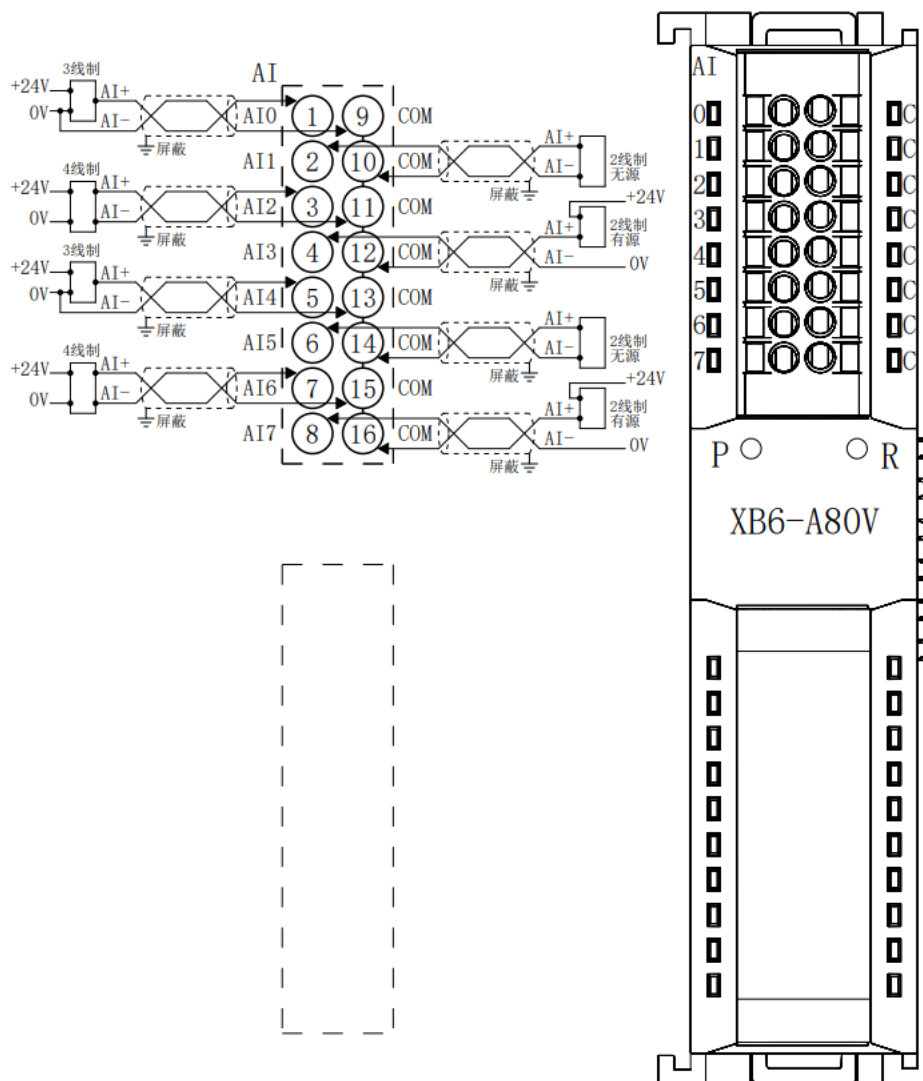 3线制
+24V
0V
AI+
AI-
屏蔽
4线制
+24V
0V
AI+
AI-
屏蔽
3线制
+24V
0V
AI+
AI-
屏蔽
4线制
+24V
0V
AI+
AI-
屏蔽
AI
AI0 1 9 COM
AI1 2 10 COM
AI2 3 11 COM
AI3 4 12 COM
AI4 5 13 COM
AI5 6 14 COM
AI6 7 15 COM
AI7 8 16 COM
AI+
AI-
2线制
无源
屏蔽
+24V
AI+
AI-
2线制
有源
0V
屏蔽
AI+
AI-
2线制
无源
屏蔽
+24V
AI+
AI-
2线制
有源
0V
屏蔽
AI
0 C
1 C
2 C
3 C
4 C
5 C
6 C
7 C
P R
XB6-A80V